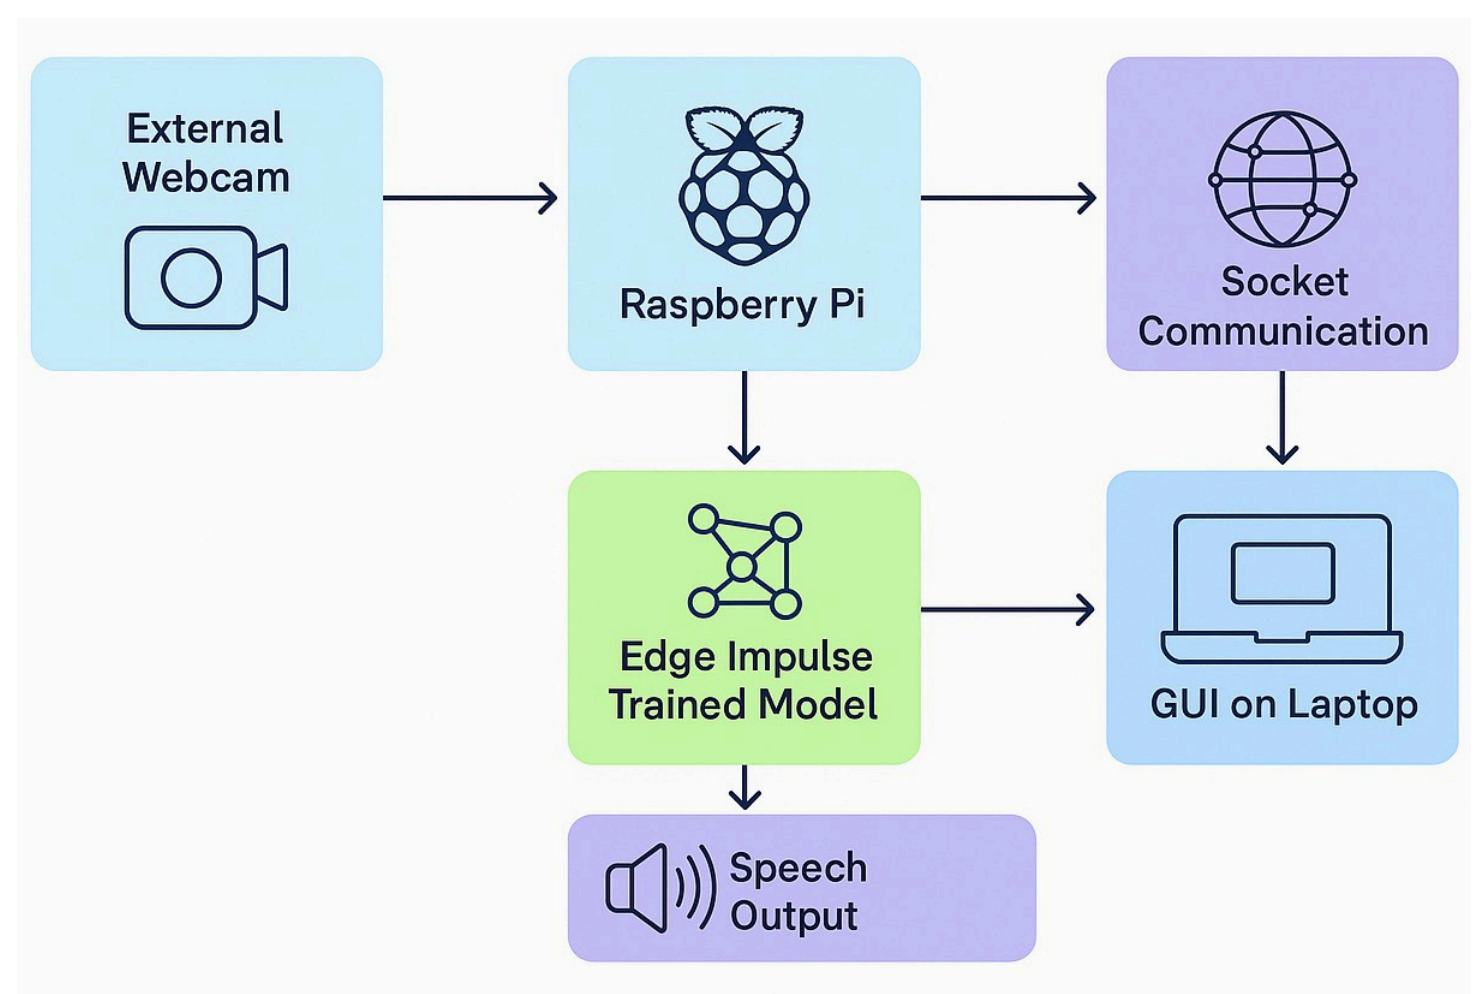 External
Webcam
Raspberry Pi
Socket
Communication
Edge Impulse
Trained Model
GUI on Laptop
Speech
Output